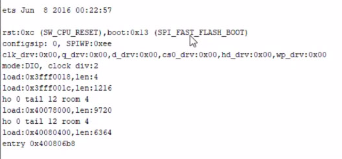 ets Jun  8 2016 00:22:57
rst:0xc (SW_CPU_RESET),boot:0x13 (SPI_FAST_FLASH_BOOT)
configsip: 0, SPIWP:0xee
clk_drv:0x00,q_drv:0x00,d_drv:0x00,cs0_drv:0x00,hd_drv:0x00,wp_drv:0x00
mode:DIO, clock div:2
load:0x3fff0018,len:4
load:0x3fff001c,len:1216
ho 0 tail 12 room 4
load:0x40078000,len:9720
ho 0 tail 12 room 4
load:0x40080400,len:6364
entry 0x400806b8